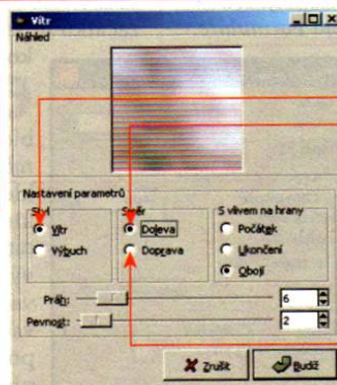 Vítr
Náhled
Nastavení parametrů
Styl
Směr
S vlivem na hrany
Vítr
Doleva
Počátek
Výbuch
Doprava
Ukončení
Obojí
Práh:
6
Pevnost:
2
Zrušit
Budiž